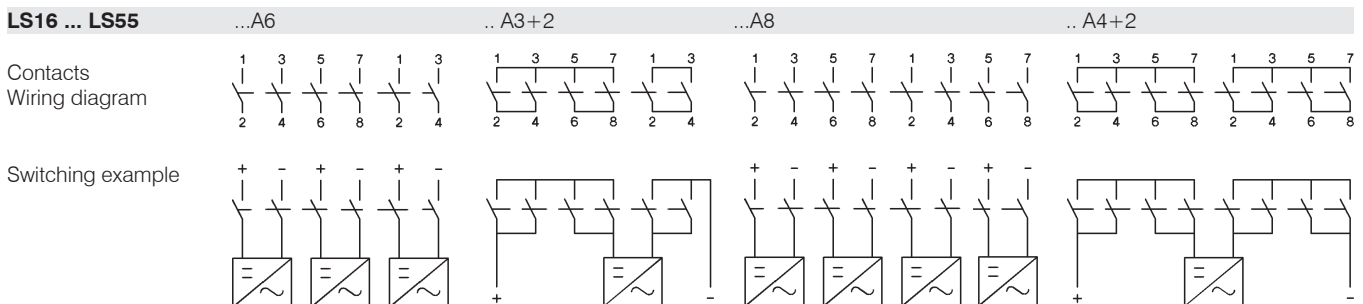 LS16 ... LS55 ...A6 .. A3+2 ...A8 .. A4+2
Contacts
Wiring diagram
1 3 5 7 1 3 1 3 5 7 1 3 1 3 5 7 1 3 5 7 1 3 5 7 1 3 5 7
2 4 6 8 2 4 2 4 6 8 2 4 2 4 6 8 2 4 6 8 2 4 6 8 2 4 6 8
Switching example
+ - + - + - + - + - + - + -
= ~ = ~ = ~ = ~ = ~ = ~ = ~ = ~ = ~
+ - + -